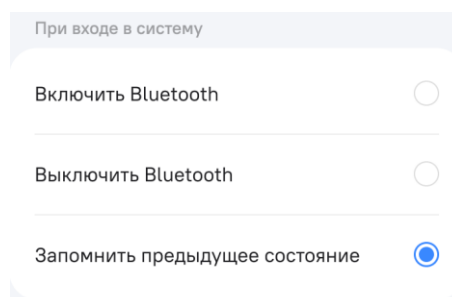 При входе в систему
Включить Bluetooth
Выключить Bluetooth
Запомнить предыдущее состояние